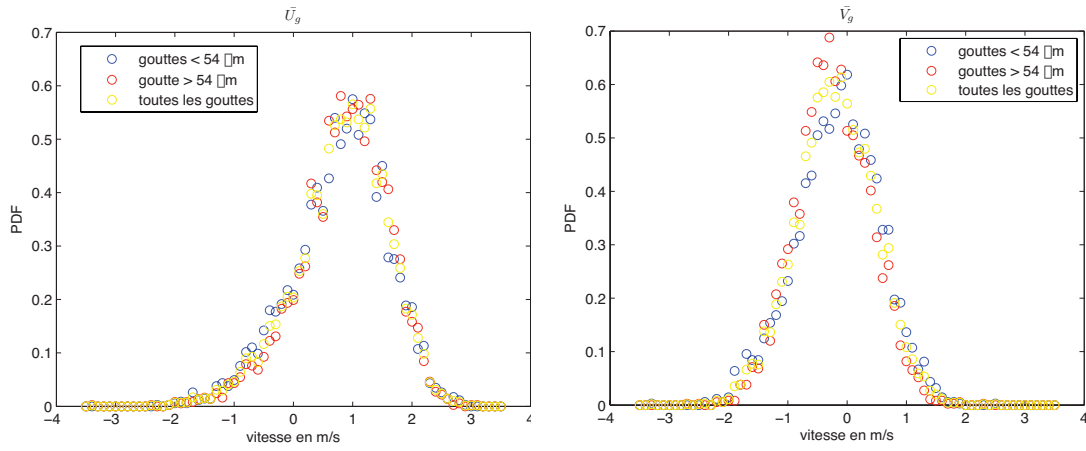 Ū_g
0.7
0.6
0.5
0.4
0.3
0.2
0.1
0
PDF
gouttes < 54 □m
goutte > 54 □m
toutes les gouttes
−4 −3 −2 −1 0 1 2 3 4
vitesse en m/s
V̄_g
0.7
0.6
0.5
0.4
0.3
0.2
0.1
0
PDF
gouttes < 54 □m
gouttes > 54 □m
toutes les gouttes
−4 −3 −2 −1 0 1 2 3 4
vitesse en m/s